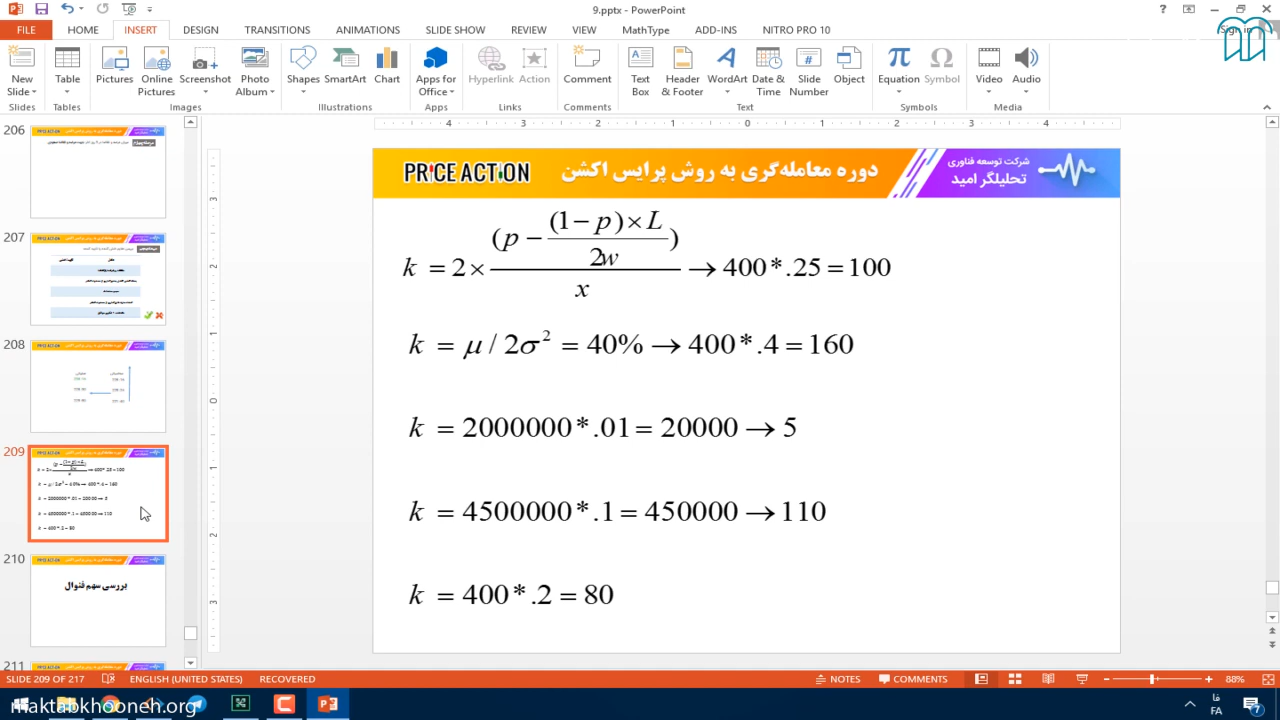 9.pptx - PowerPoint
Sign in
FILE HOME INSERT DESIGN TRANSITIONS ANIMATIONS SLIDE SHOW REVIEW VIEW MathType ADD-INS NITRO PRO 10
New Slide Table Pictures Online Pictures Screenshot Photo Album Shapes SmartArt Chart Apps for Office Hyperlink Action Comment Text Box Header & Footer WordArt Date & Time Slide Number Object Equation Symbol Video Audio
Slides Tables Images Illustrations Apps Links Comments Text Symbols Media
206
207
208
209
210
بررسی سهم فنوال
211
PRICE ACTION دوره معامله‌گری به روش پرایس اکشن
شرکت توسعه فناوری
تحلیلگر امید
k = 2 × (p − (1 − p) × L / 2w) / x → 400 * .25 = 100
k = μ / 2σ² = 40% → 400 * .4 = 160
k = 2000000 * .01 = 20000 → 5
k = 4500000 * .1 = 450000 → 110
k = 400 * .2 = 80
SLIDE 209 OF 217 ENGLISH (UNITED STATES) RECOVERED NOTES COMMENTS 88%
maktabkhooneh.org
فا
FA
7